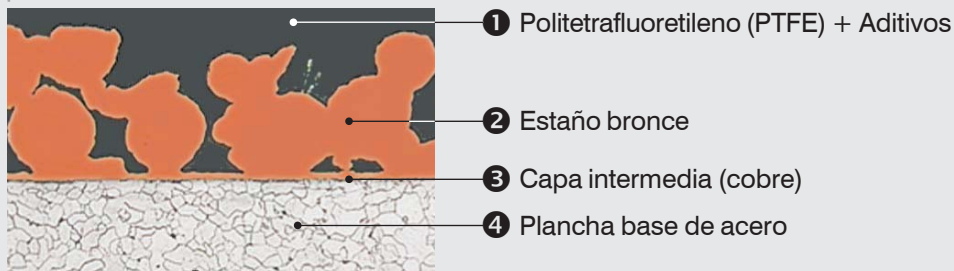 ❶ Politetrafluoretileno (PTFE) + Aditivos
❷ Estaño bronce
❸ Capa intermedia (cobre)
❹ Plancha base de acero